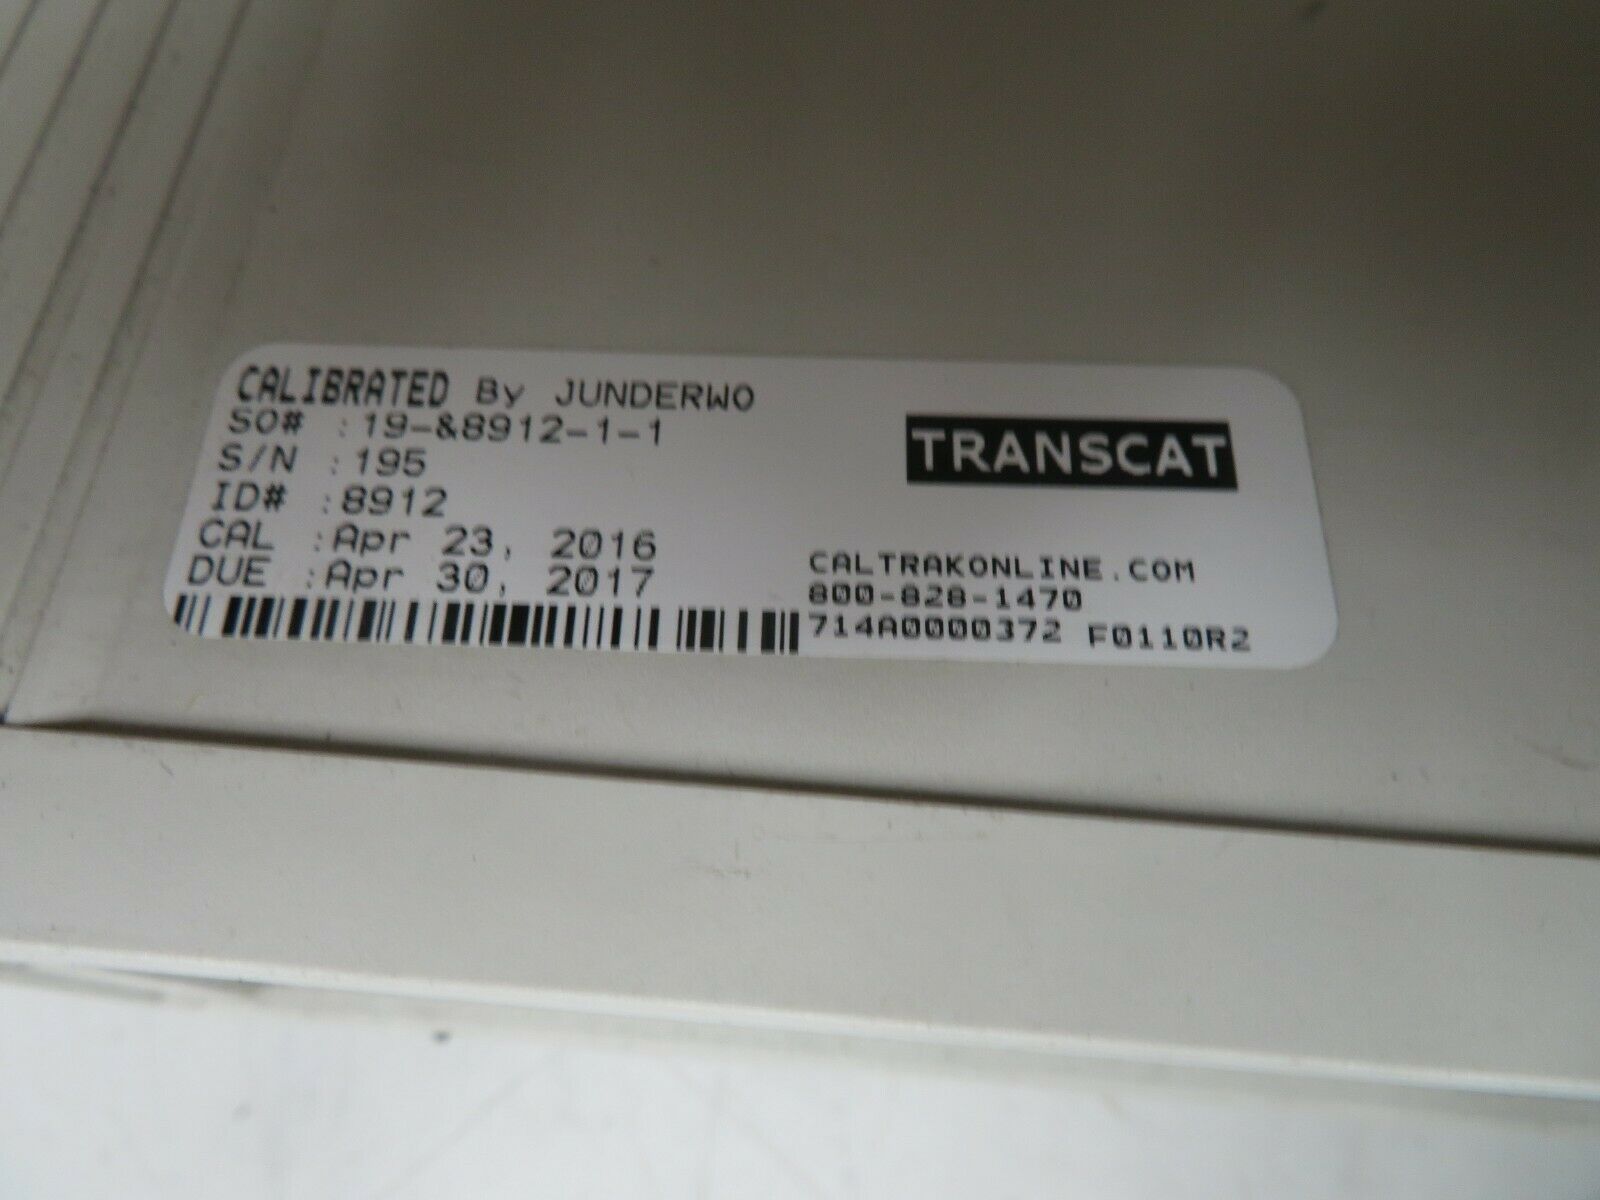 CALIBRATED By JUNDERWO
SO# :19-&8912-1-1
S/N :195
ID# :8912
CAL :Apr 23, 2016
DUE :Apr 30, 2017
TRANSCAT
CALTRAKONLINE.COM
800-828-1470
714A0000372 F0110R2